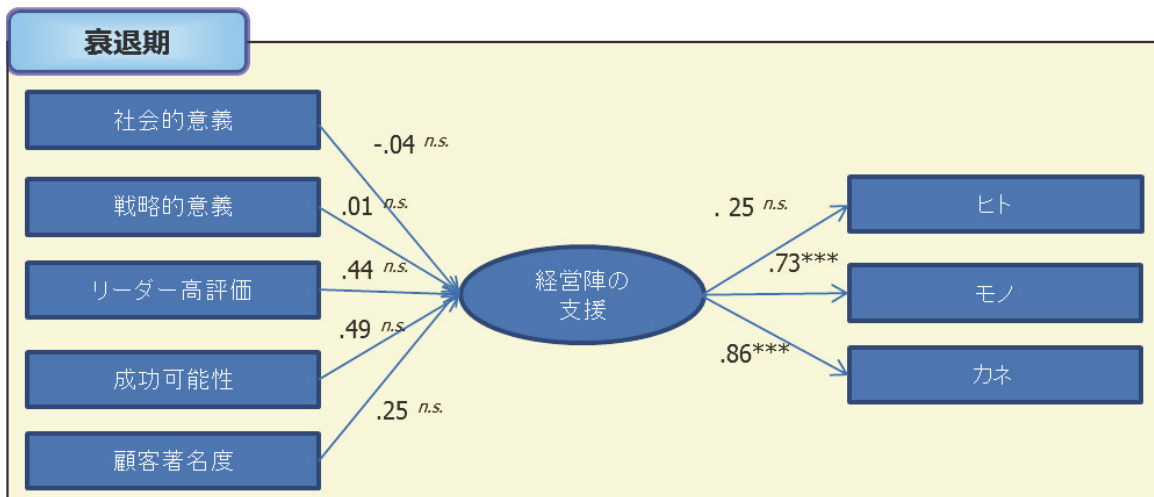 衰退期
社会的意義
-.04 n.s.
戦略的意義
.01 n.s.
. 25 n.s.
ヒト
リーダー高評価
.44 n.s.
経営陣の
支援
.73***
モノ
.49 n.s.
成功可能性
.86***
カネ
.25 n.s.
顧客著名度